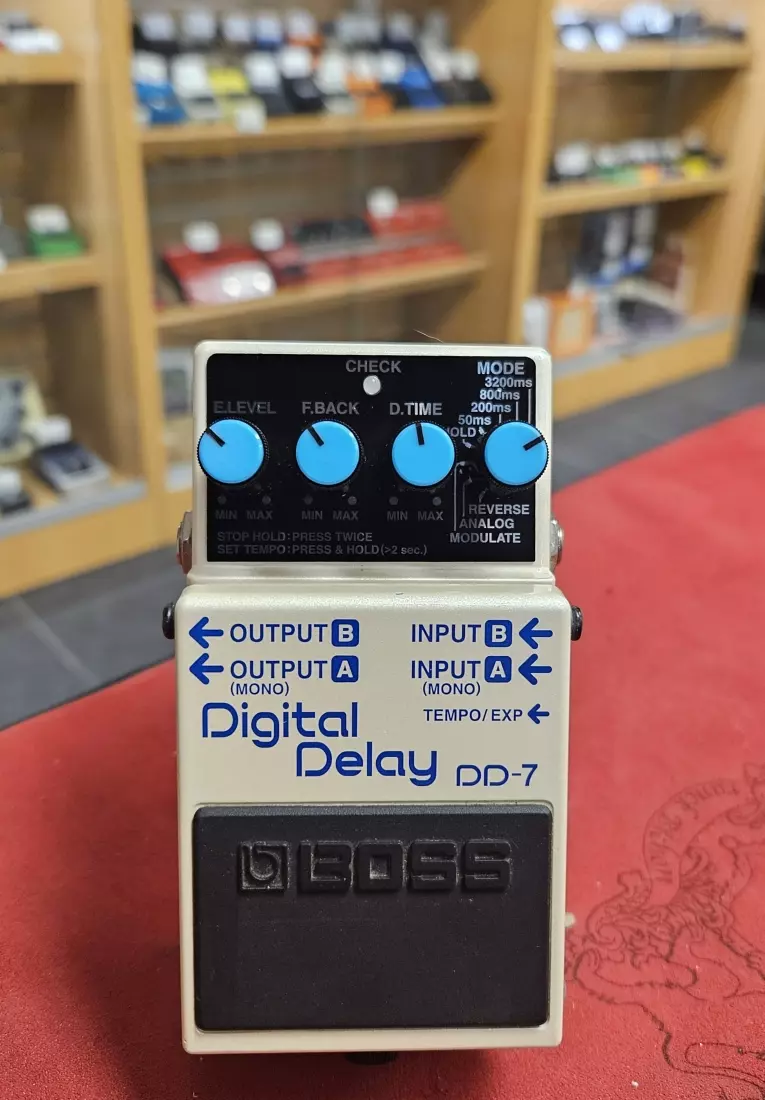 CHECK
MODE
3200ms
800ms
200ms
50ms
HOLD
E.LEVEL F.BACK D.TIME
MIN MAX MIN MAX MIN MAX
REVERSE
ANALOG
MODULATE
STOP HOLD:PRESS TWICE
SET TEMPO:PRESS & HOLD(>2 sec.)
OUTPUT B INPUT B
OUTPUT A INPUT A
(MONO) (MONO)
TEMPO/EXP
Digital
Delay DD-7
BOSS